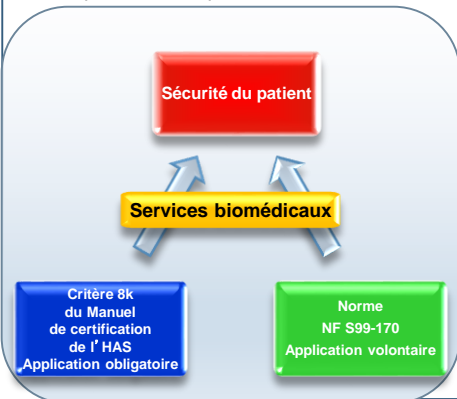 Sécurité du patient
Services biomédicaux
Critère 8k
du Manuel
de certification
de l'HAS
Application obligatoire
Norme
NF S99-170
Application volontaire